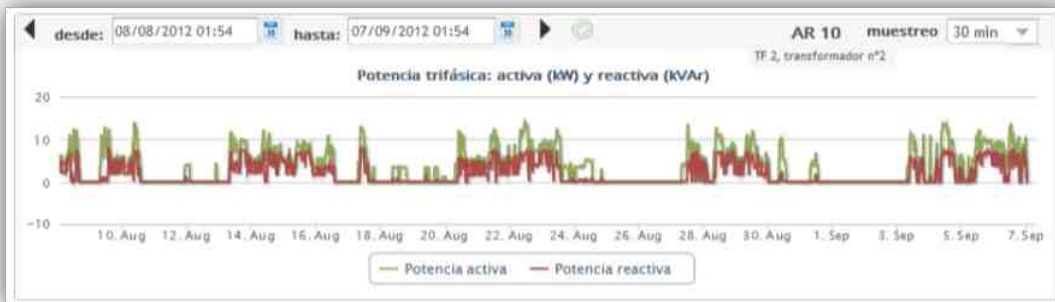 desde: 08/08/2012 01:54 hasta: 07/09/2012 01:54 AR 10 muestreo 30 min
TF 2, transformador nº2
Potencia trifásica: activa (kW) y reactiva (kVAr)
20
10
0
-10
10. Aug 12. Aug 14. Aug 16. Aug 18. Aug 20. Aug 22. Aug 24. Aug 26. Aug 28. Aug 30. Aug 1. Sep 3. Sep 5. Sep 7. Sep
Potencia activa Potencia reactiva